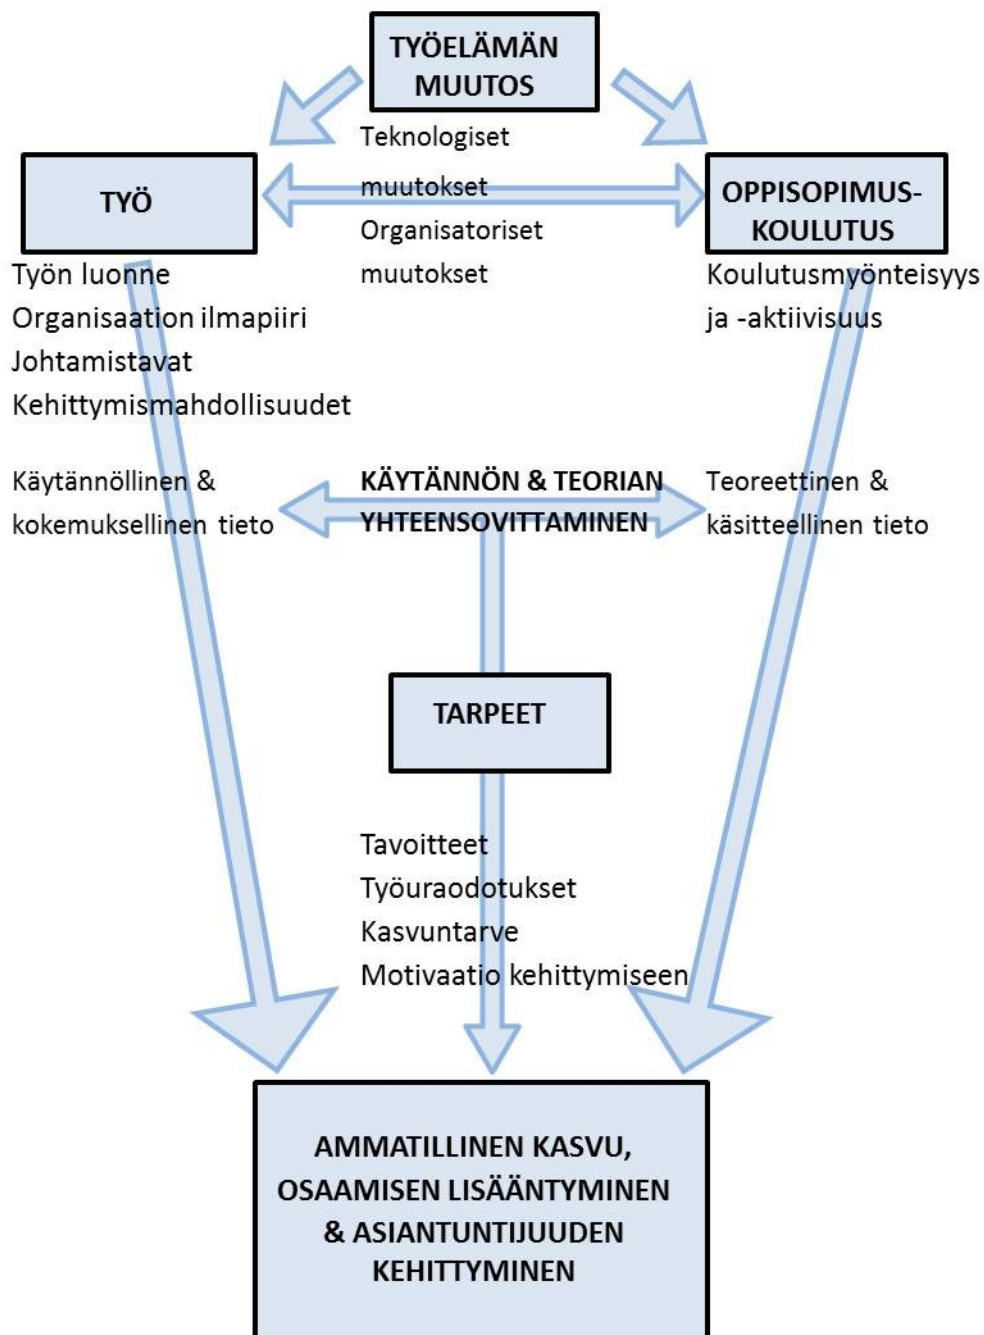 TYÖELÄMÄN
MUUTOS
Teknologiset
muutokset
Organisatoriset
muutokset
TYÖ
Työn luonne
Organisaation ilmapiiri
Johtamistavat
Kehittymismahdollisuudet
OPPISOPIMUS-
KOULUTUS
Koulutusmyönteisyys
ja -aktiivisuus
Käytännöllinen &
kokemuksellinen tieto
KÄYTÄNNÖN & TEORIAN
YHTEENSOVITTAMINEN
Teoreettinen &
käsitteellinen tieto
TARPEET
Tavoitteet
Työuraodotukset
Kasvuntarve
Motivaatio kehittymiseen
AMMATILLINEN KASVU,
OSAAMISEN LISÄÄNTYMINEN
& ASIANTUNTIJUUDEN
KEHITTYMINEN